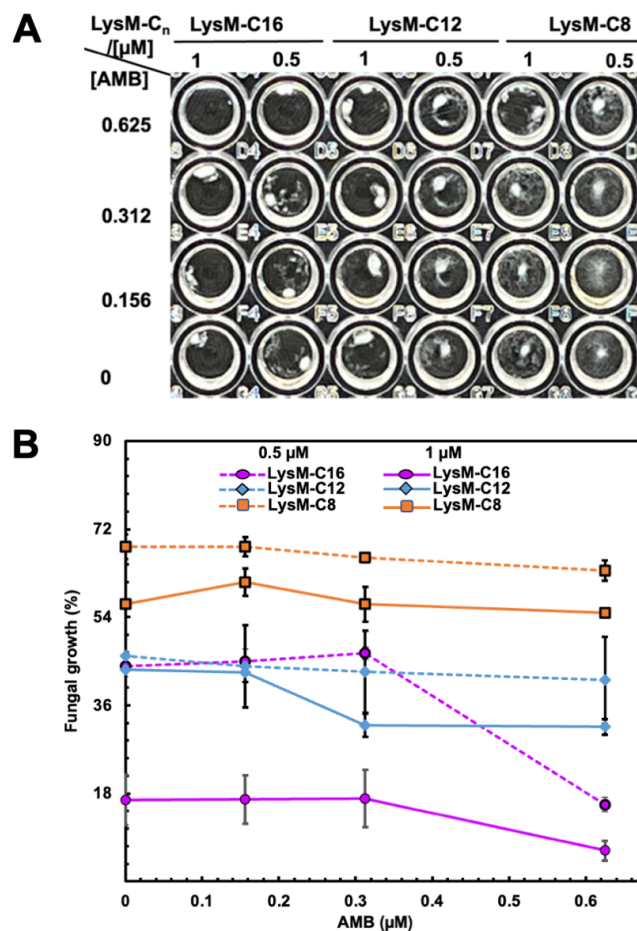 A
LysM-Cn LysM-C16 LysM-C12 LysM-C8
/[µM] 1 0.5 1 0.5 1 0.5
[AMB]
0.625
D4 D5 D6 D7 D8
0.312
E4 E5 E6 E7 E8
0.156
F4 F5 F6 F7 F8
0
B
90
0.5 µM 1 µM
LysM-C16 LysM-C16
LysM-C12 LysM-C12
LysM-C8 LysM-C8
72
54
36
18
Fungal growth (%)
0 0.1 0.2 0.3 0.4 0.5 0.6
AMB (µM)